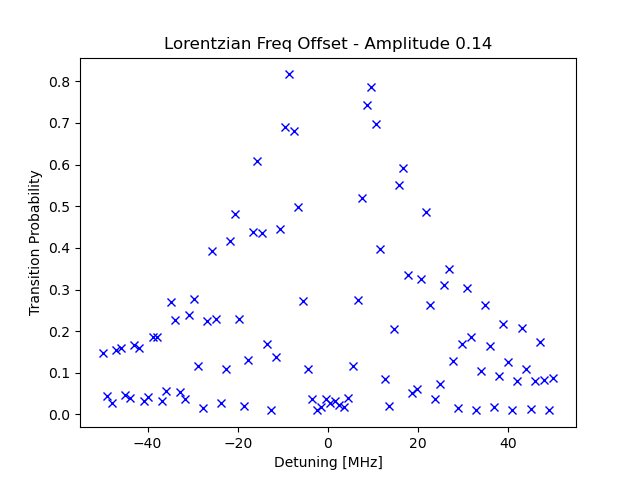 Lorentzian Freq Offset - Amplitude 0.14
Transition Probability
0.8
0.7
0.6
0.5
0.4
0.3
0.2
0.1
0.0
−40 −20 0 20 40
Detuning [MHz]